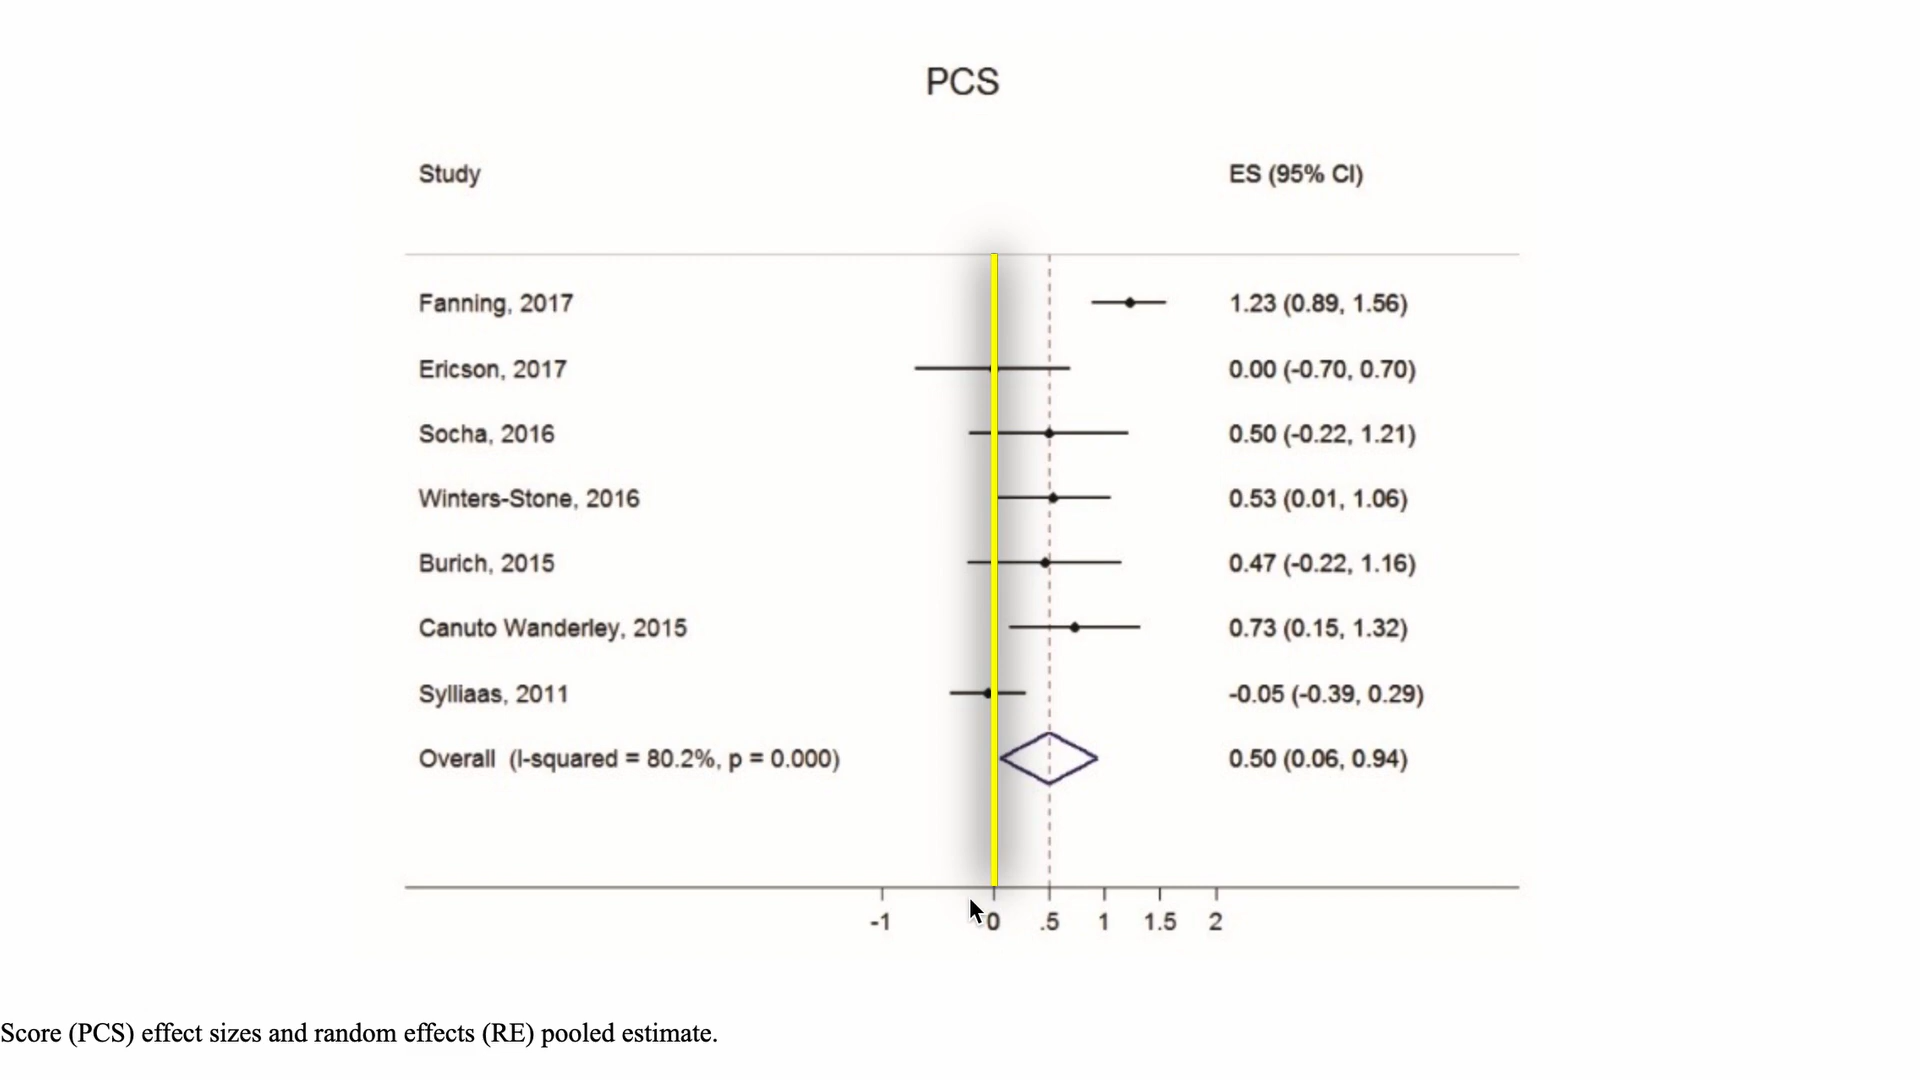 PCS
Study ES (95% CI)
Fanning, 2017 1.23 (0.89, 1.56)
Ericson, 2017 0.00 (-0.70, 0.70)
Socha, 2016 0.50 (-0.22, 1.21)
Winters-Stone, 2016 0.53 (0.01, 1.06)
Burich, 2015 0.47 (-0.22, 1.16)
Canuto Wanderley, 2015 0.73 (0.15, 1.32)
Sylliaas, 2011 -0.05 (-0.39, 0.29)
Overall (I-squared = 80.2%, p = 0.000) 0.50 (0.06, 0.94)
-1 0 .5 1 1.5 2
Score (PCS) effect sizes and random effects (RE) pooled estimate.